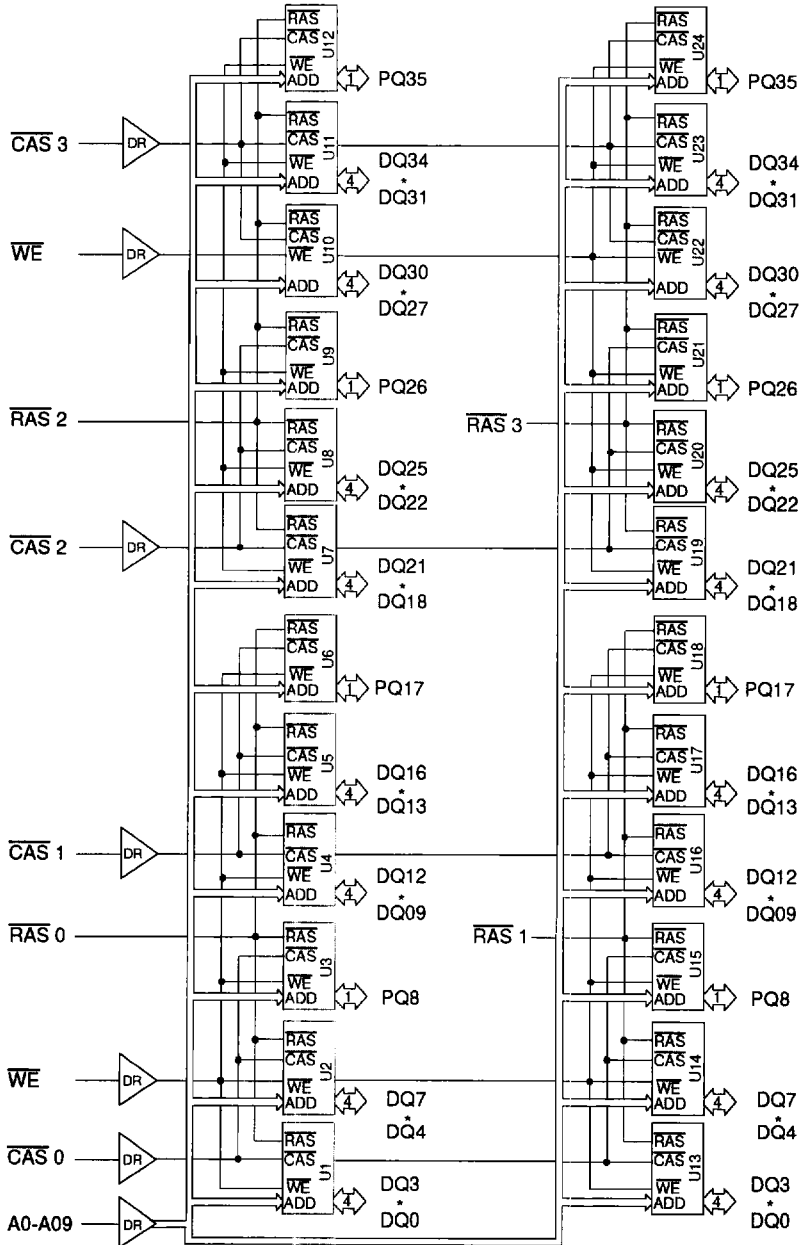 RAS
CAS
WE
ADD
U12
1
PQ35
RAS
CAS
WE
ADD
U24
1
PQ35
CAS 3
DR
RAS
CAS
WE
ADD
U11
4
DQ34
*
DQ31
RAS
CAS
WE
ADD
U23
4
DQ34
*
DQ31
WE
DR
RAS
CAS
WE
ADD
U10
4
DQ30
*
DQ27
RAS
CAS
WE
ADD
U22
4
DQ30
*
DQ27
RAS
CAS
WE
ADD
U9
1
PQ26
RAS
CAS
WE
ADD
U21
1
PQ26
RAS 2
RAS
CAS
WE
ADD
U8
4
DQ25
*
DQ22
RAS 3
RAS
CAS
WE
ADD
U20
4
DQ25
*
DQ22
CAS 2
DR
RAS
CAS
WE
ADD
U7
4
DQ21
*
DQ18
RAS
CAS
WE
ADD
U19
4
DQ21
*
DQ18
RAS
CAS
WE
ADD
U6
1
PQ17
RAS
CAS
WE
ADD
U18
1
PQ17
RAS
CAS
WE
ADD
U5
4
DQ16
*
DQ13
RAS
CAS
WE
ADD
U17
4
DQ16
*
DQ13
CAS 1
DR
RAS
CAS
WE
ADD
U4
4
DQ12
*
DQ09
RAS
CAS
WE
ADD
U16
4
DQ12
*
DQ09
RAS 0
RAS
CAS
WE
ADD
U3
1
PQ8
RAS 1
RAS
CAS
WE
ADD
U15
1
PQ8
WE
DR
RAS
CAS
WE
ADD
U2
4
DQ7
*
DQ4
RAS
CAS
WE
ADD
U14
4
DQ7
*
DQ4
CAS 0
DR
RAS
CAS
WE
ADD
U1
4
DQ3
*
DQ0
RAS
CAS
WE
ADD
U13
4
DQ3
*
DQ0
A0-A09
DR